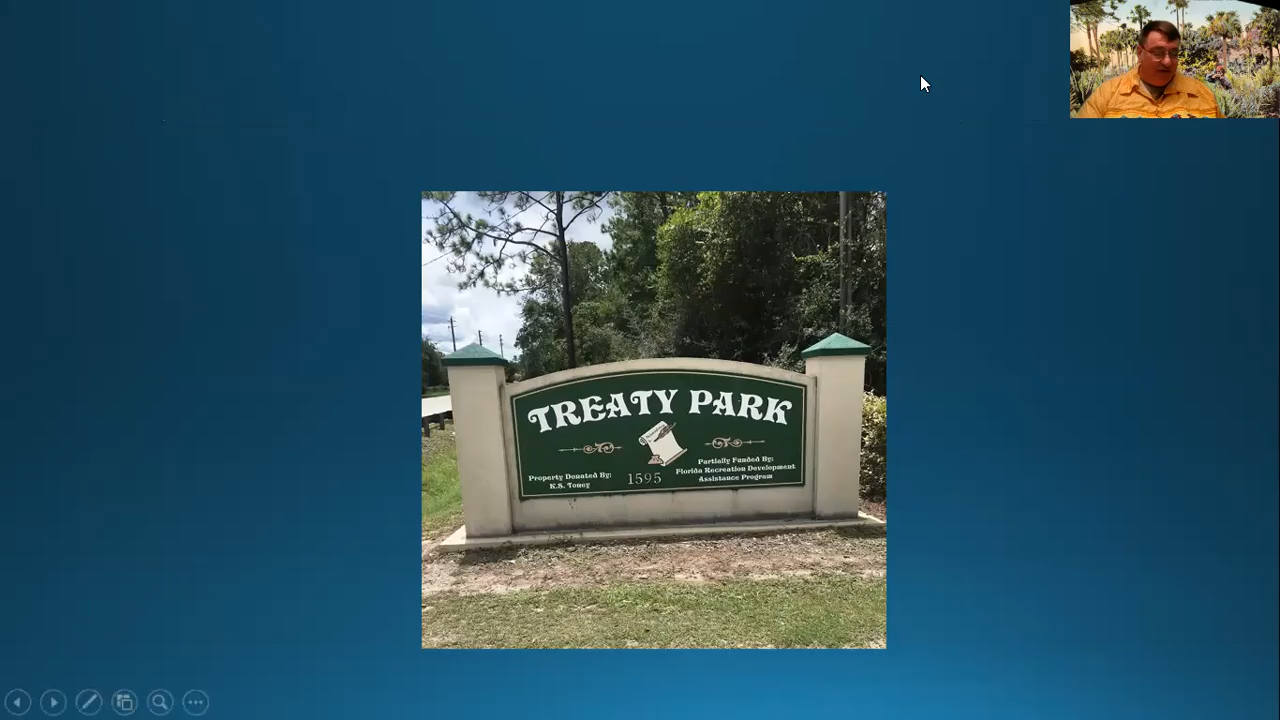 TREATY PARK
Property Donated By:
K.S. Toney
1595
Partially Funded By:
Florida Recreation Development
Assistance Program